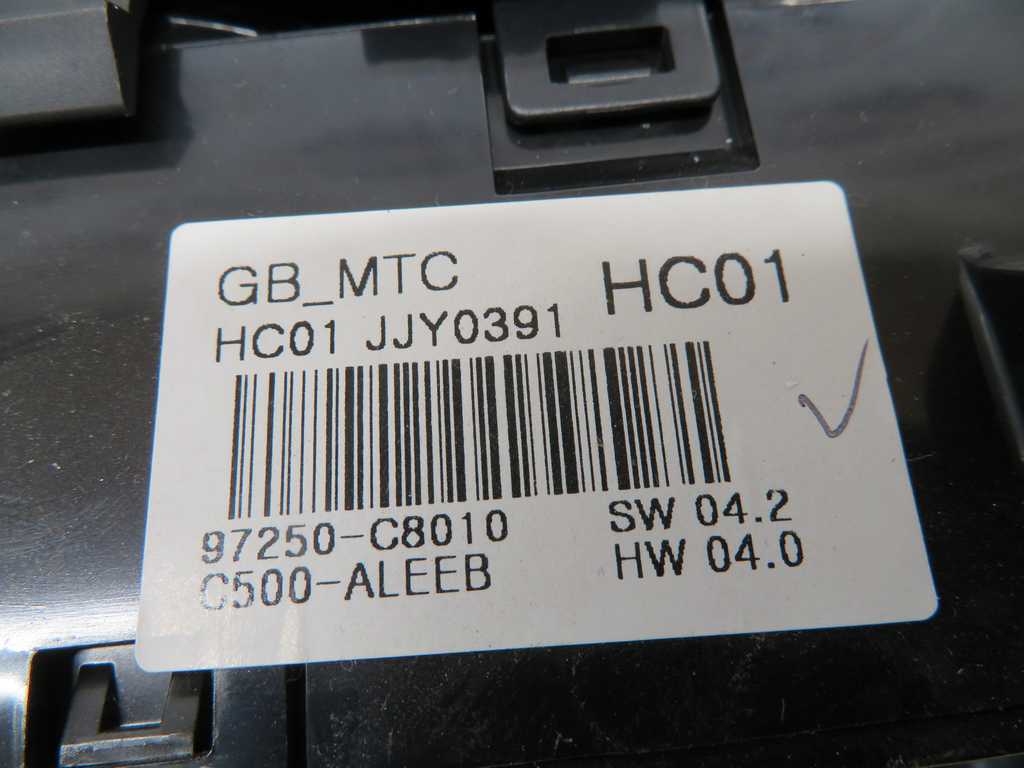 GB_MTC
HC01
HC01 JJY0391
97250-C8010
SW 04.2
C500-ALEEB
HW 04.0